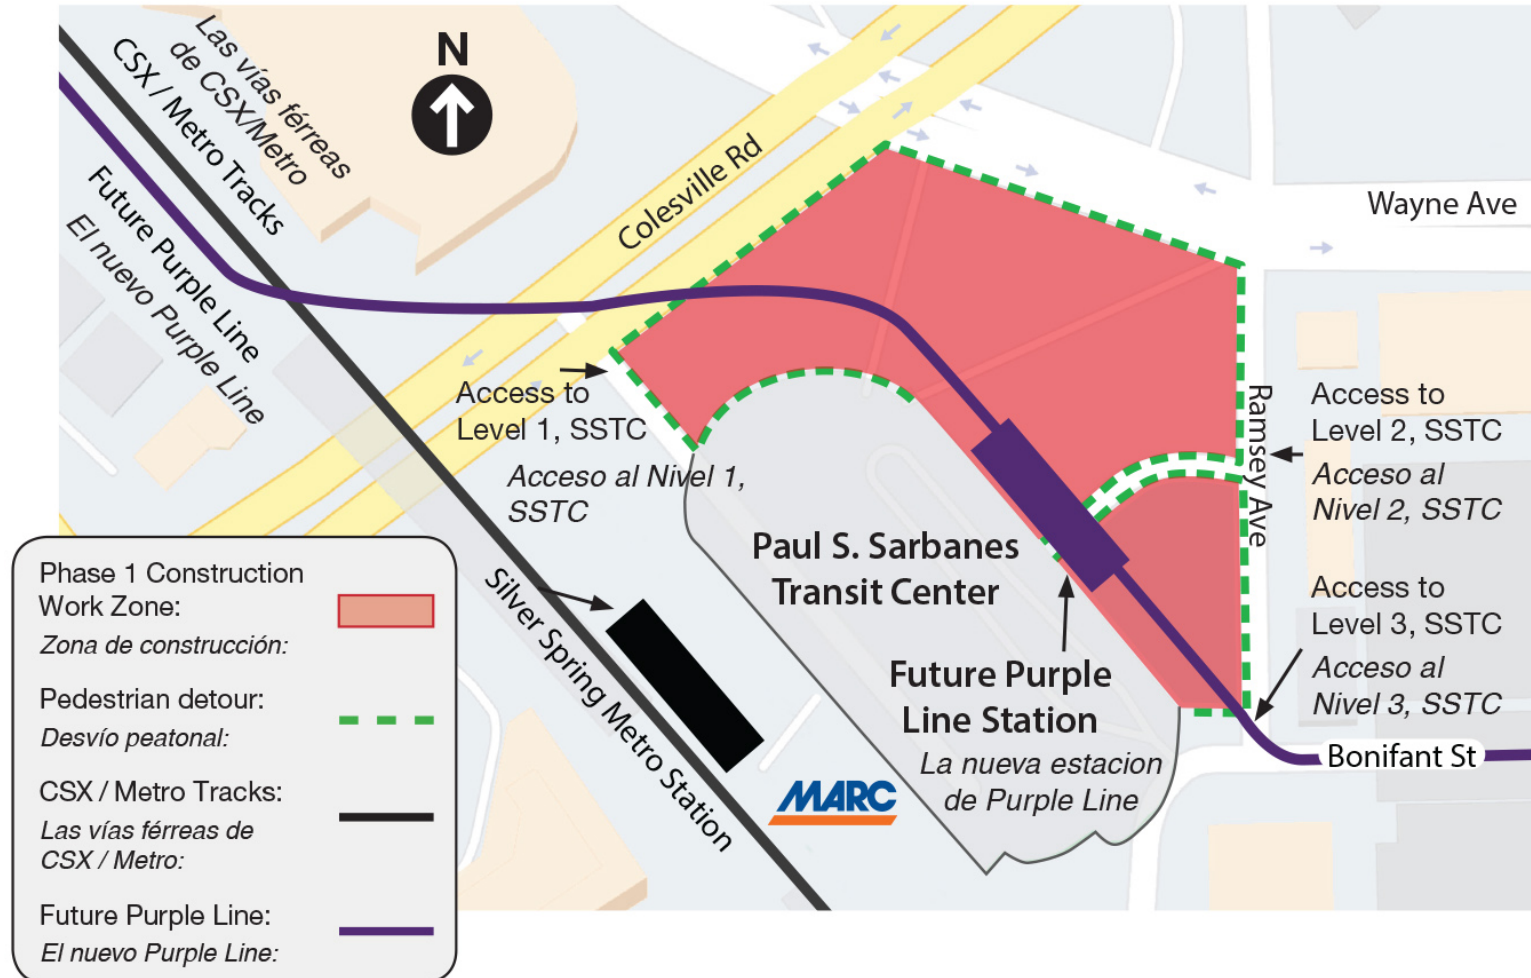 N
CSX / Metro Tracks
Las vías férreas
de CSX/Metro
Future Purple Line
El nuevo Purple Line
Colesville Rd
Wayne Ave
Access to
Level 1, SSTC
Acceso al Nivel 1,
SSTC
Ramsey Ave
Access to
Level 2, SSTC
Acceso al
Nivel 2, SSTC
Paul S. Sarbanes
Transit Center
Access to
Level 3, SSTC
Acceso al
Nivel 3, SSTC
Silver Spring Metro Station
Future Purple
Line Station
La nueva estacion
de Purple Line
Bonifant St
MARC
Phase 1 Construction
Work Zone:
Zona de construcción:
Pedestrian detour:
Desvío peatonal:
CSX / Metro Tracks:
Las vías férreas de
CSX / Metro:
Future Purple Line:
El nuevo Purple Line: